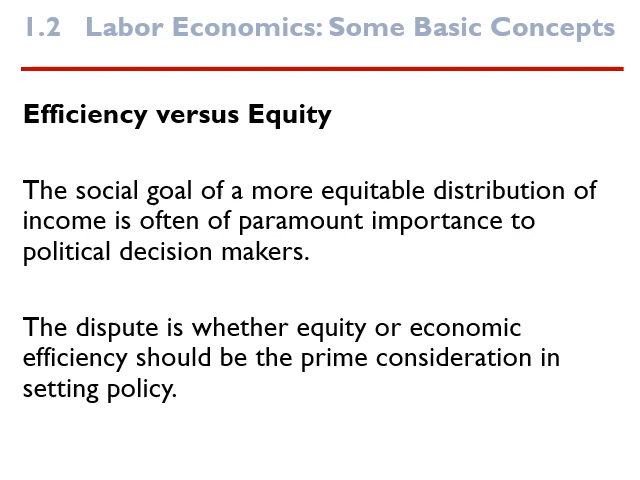 1.2 Labor Economics: Some Basic Concepts
Efficiency versus Equity
The social goal of a more equitable distribution of
income is often of paramount importance to
political decision makers.
The dispute is whether equity or economic
efficiency should be the prime consideration in
setting policy.